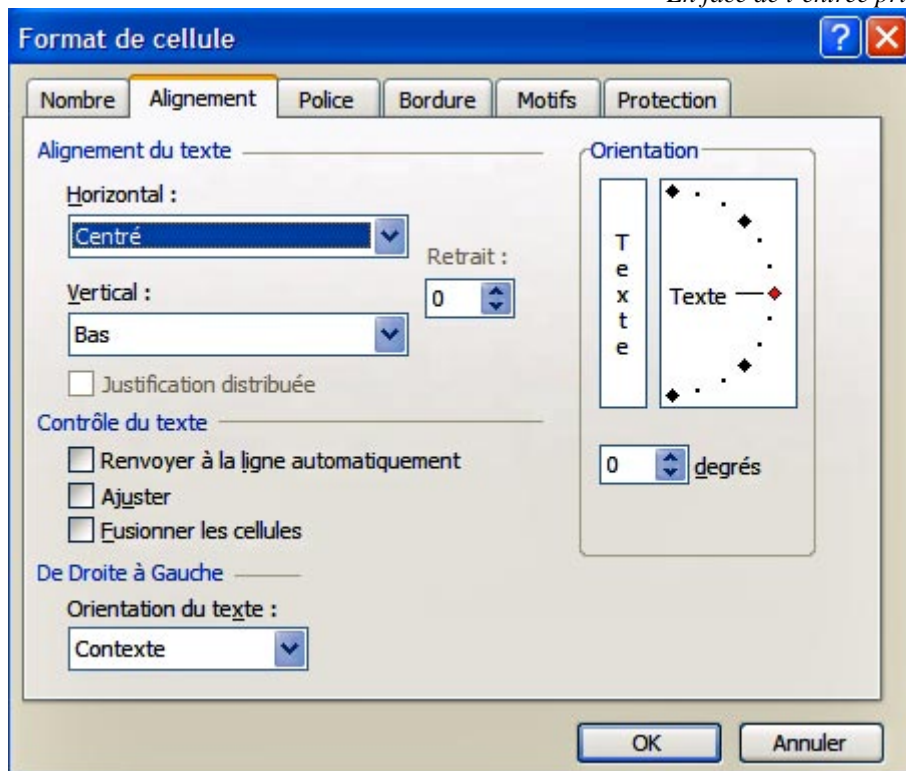 En face de l'entrée pri
Format de cellule
Nombre Alignement Police Bordure Motifs Protection
Alignement du texte
Horizontal :
Centré
Retrait :
0
Vertical :
Bas
Justification distribuée
Contrôle du texte
Renvoyer à la ligne automatiquement
Ajuster
Fusionner les cellules
De Droite à Gauche
Orientation du texte :
Contexte
Orientation
Texte
Texte
0 degrés
OK Annuler